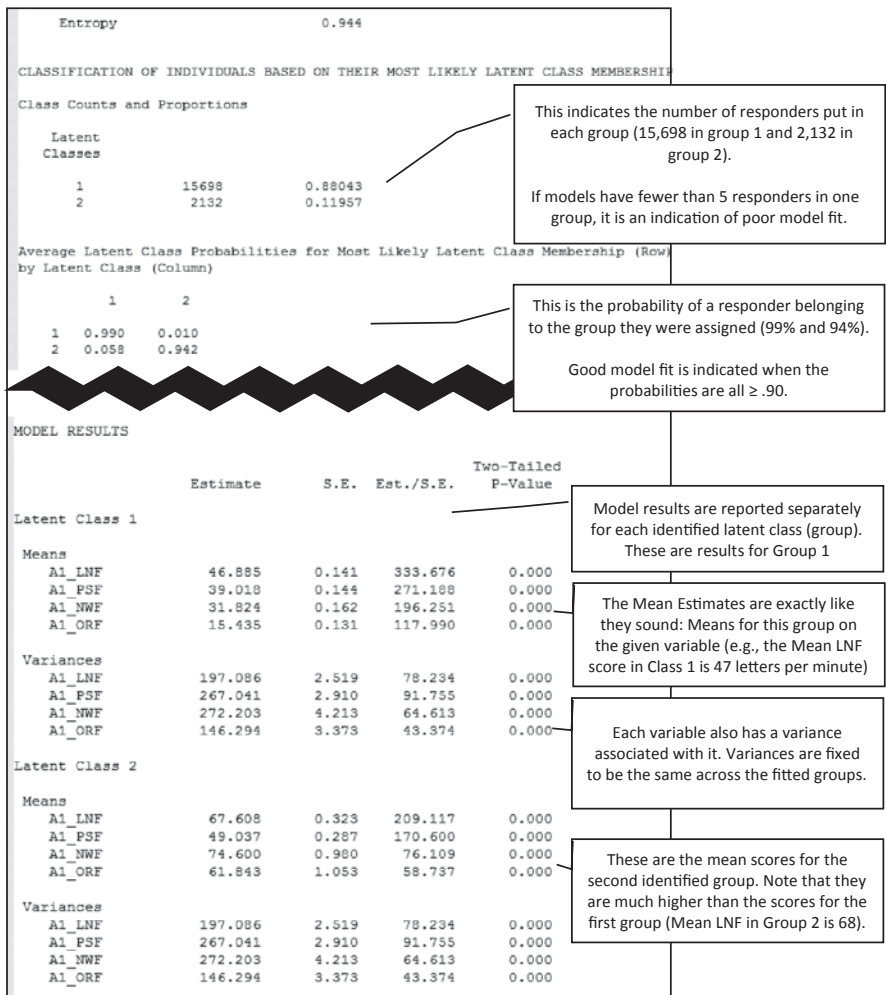 Entropy 0.944
CLASSIFICATION OF INDIVIDUALS BASED ON THEIR MOST LIKELY LATENT CLASS MEMBERSHIP
Class Counts and Proportions
Latent
Classes
1 15698 0.88043
2 2132 0.11957
This indicates the number of responders put in
each group (15,698 in group 1 and 2,132 in
group 2).
If models have fewer than 5 responders in one
group, it is an indication of poor model fit.
Average Latent Class Probabilities for Most Likely Latent Class Membership (Row)
by Latent Class (Column)
1 2
1 0.990 0.010
2 0.058 0.942
This is the probability of a responder belonging
to the group they were assigned (99% and 94%).
Good model fit is indicated when the
probabilities are all ≥ .90.
MODEL RESULTS
Two-Tailed
Estimate S.E. Est./S.E. P-Value
Latent Class 1
Model results are reported separately
for each identified latent class (group).
These are results for Group 1
Means
A1_LNF 46.885 0.141 333.676 0.000
A1_PSF 39.018 0.144 271.188 0.000
A1_NWF 31.824 0.162 196.251 0.000
A1_ORF 15.435 0.131 117.990 0.000
The Mean Estimates are exactly like
they sound: Means for this group on
the given variable (e.g., the Mean LNF
score in Class 1 is 47 letters per minute)
Variances
A1_LNF 197.086 2.519 78.234 0.000
A1_PSF 267.041 2.910 91.755 0.000
A1_NWF 272.203 4.213 64.613 0.000
A1_ORF 146.294 3.373 43.374 0.000
Each variable also has a variance
associated with it. Variances are fixed
to be the same across the fitted groups.
Latent Class 2
Means
A1_LNF 67.608 0.323 209.117 0.000
A1_PSF 49.037 0.287 170.600 0.000
A1_NWF 74.600 0.980 76.109 0.000
A1_ORF 61.843 1.053 58.737 0.000
These are the mean scores for the
second identified group. Note that they
are much higher than the scores for the
first group (Mean LNF in Group 2 is 68).
Variances
A1_LNF 197.086 2.519 78.234 0.000
A1_PSF 267.041 2.910 91.755 0.000
A1_NWF 272.203 4.213 64.613 0.000
A1_ORF 146.294 3.373 43.374 0.000